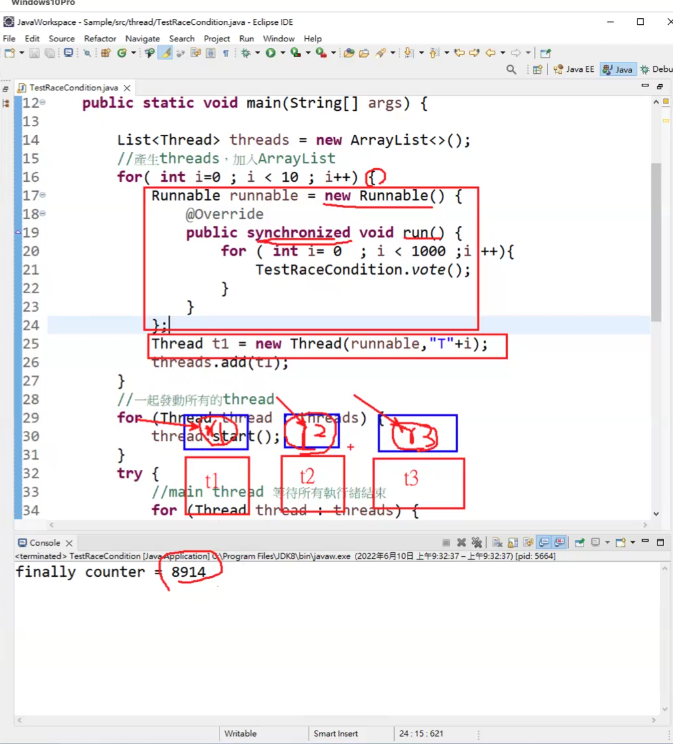 Windows10Pro
JavaWorkspace - Sample/src/thread/TestRaceCondition.java - Eclipse IDE
File Edit Source Refactor Navigate Search Project Run Window Help
Java EE Java Debu
TestRaceCondition.java
12 public static void main(String[] args) {
13
14 List<Thread> threads = new ArrayList<>();
15 //產生threads，加入ArrayList
16 for( int i=0 ; i < 10 ; i++) {
17 Runnable runnable = new Runnable() {
18 @Override
19 public synchronized void run() {
20 for ( int i= 0 ; i < 1000 ;i ++){
21 TestRaceCondition.vote();
22 }
23 }
24 };
25 Thread t1 = new Thread(runnable,"T"+i);
26 threads.add(t1);
27 }
28 //一起發動所有的thread
29 for (Thread thread : threads) {
30 thread.start();
r1 r2 r3
31 }
32 try {
t1 t2 t3
33 //main thread 等待所有執行緒結束
34 for (Thread thread : threads) {
Console
<terminated> TestRaceCondition [Java Application] C:\Program Files\JDK8\bin\javaw.exe (2022年6月10日 上午9:32:37 – 上午9:32:37) [pid: 5664]
finally counter = 8914
Writable Smart Insert 24 : 15 : 621